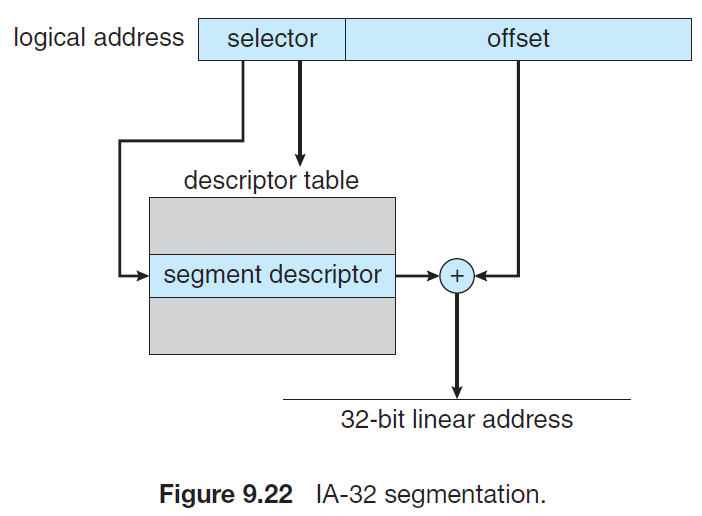 logical address
selector
offset
descriptor table
segment descriptor
+
32-bit linear address
Figure 9.22 IA-32 segmentation.